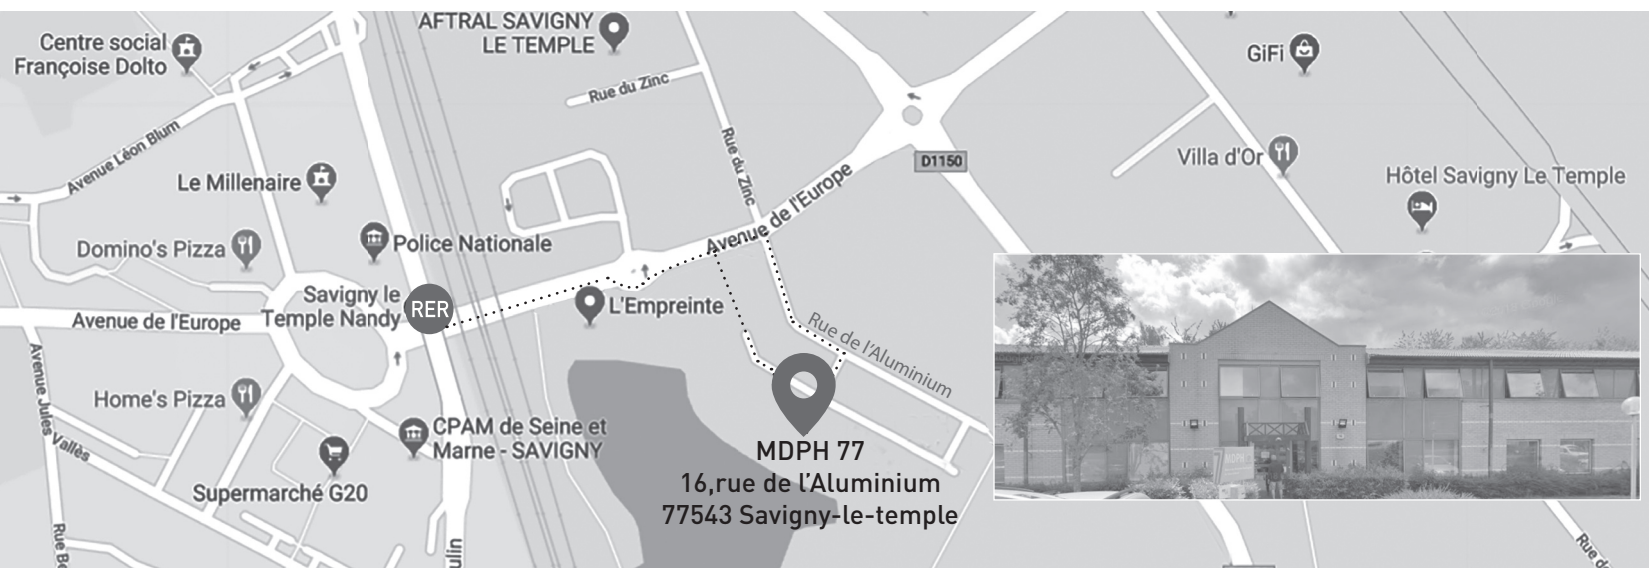 AFTRAL SAVIGNY
LE TEMPLE
Centre social
Françoise Dolto
GiFi
Rue du Zinc
Avenue Léon Blum
Rue du Zinc
D1150
Villa d'Or
Le Millenaire
Hôtel Savigny Le Temple
Avenue de l'Europe
Domino's Pizza
Police Nationale
Savigny le
Temple Nandy
RER
L'Empreinte
Avenue de l'Europe
Rue de l'Aluminium
Avenue Jules Vallès
Home's Pizza
CPAM de Seine et
Marne - SAVIGNY
Supermarché G20
MDPH 77
16,rue de l'Aluminium
77543 Savigny-le-temple
Rue
ulin
Rue